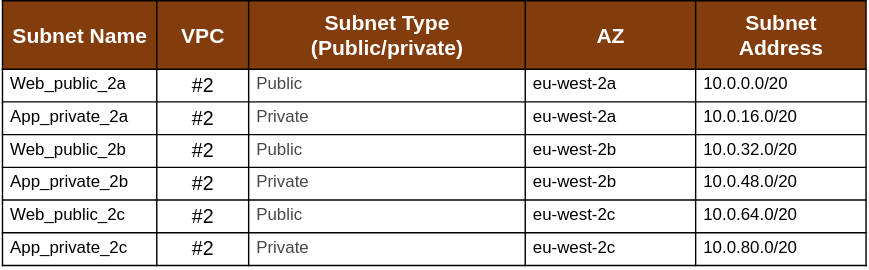 Subnet Name VPC Subnet Type (Public/private) AZ Subnet Address
Web_public_2a #2 Public eu-west-2a 10.0.0.0/20
App_private_2a #2 Private eu-west-2a 10.0.16.0/20
Web_public_2b #2 Public eu-west-2b 10.0.32.0/20
App_private_2b #2 Private eu-west-2b 10.0.48.0/20
Web_public_2c #2 Public eu-west-2c 10.0.64.0/20
App_private_2c #2 Private eu-west-2c 10.0.80.0/20